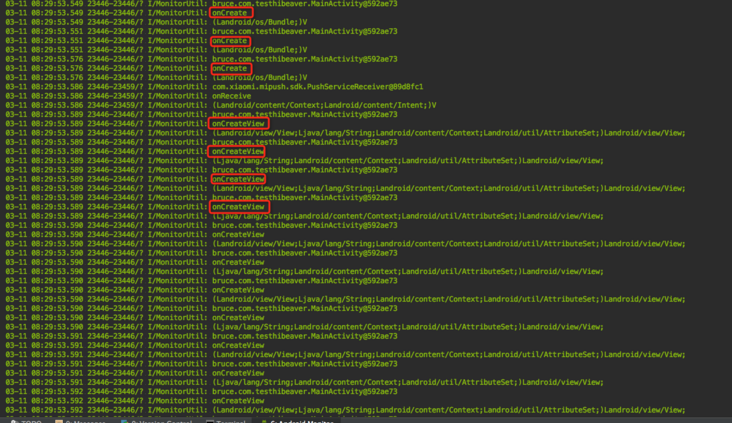 03-11 08:29:53.549 23446-23446/? I/MonitorUtil: bruce.com.testhibeaver.MainActivity@592ae73
03-11 08:29:53.549 23446-23446/? I/MonitorUtil: onCreate
03-11 08:29:53.549 23446-23446/? I/MonitorUtil: (Landroid/os/Bundle;)V
03-11 08:29:53.551 23446-23446/? I/MonitorUtil: bruce.com.testhibeaver.MainActivity@592ae73
03-11 08:29:53.551 23446-23446/? I/MonitorUtil: onCreate
03-11 08:29:53.551 23446-23446/? I/MonitorUtil: (Landroid/os/Bundle;)V
03-11 08:29:53.576 23446-23446/? I/MonitorUtil: bruce.com.testhibeaver.MainActivity@592ae73
03-11 08:29:53.576 23446-23446/? I/MonitorUtil: onCreate
03-11 08:29:53.576 23446-23446/? I/MonitorUtil: (Landroid/os/Bundle;)V
03-11 08:29:53.586 23446-23459/? I/MonitorUtil: com.xiaomi.mipush.sdk.PushServiceReceiver@89d8fc1
03-11 08:29:53.586 23446-23459/? I/MonitorUtil: onReceive
03-11 08:29:53.586 23446-23459/? I/MonitorUtil: (Landroid/content/Context;Landroid/content/Intent;)V
03-11 08:29:53.589 23446-23446/? I/MonitorUtil: bruce.com.testhibeaver.MainActivity@592ae73
03-11 08:29:53.589 23446-23446/? I/MonitorUtil: onCreateView
03-11 08:29:53.589 23446-23446/? I/MonitorUtil: (Landroid/view/View;Ljava/lang/String;Landroid/content/Context;Landroid/util/AttributeSet;)Landroid/view/View;
03-11 08:29:53.589 23446-23446/? I/MonitorUtil: bruce.com.testhibeaver.MainActivity@592ae73
03-11 08:29:53.589 23446-23446/? I/MonitorUtil: onCreateView
03-11 08:29:53.589 23446-23446/? I/MonitorUtil: (Ljava/lang/String;Landroid/content/Context;Landroid/util/AttributeSet;)Landroid/view/View;
03-11 08:29:53.589 23446-23446/? I/MonitorUtil: bruce.com.testhibeaver.MainActivity@592ae73
03-11 08:29:53.589 23446-23446/? I/MonitorUtil: onCreateView
03-11 08:29:53.589 23446-23446/? I/MonitorUtil: (Landroid/view/View;Ljava/lang/String;Landroid/content/Context;Landroid/util/AttributeSet;)Landroid/view/View;
03-11 08:29:53.589 23446-23446/? I/MonitorUtil: bruce.com.testhibeaver.MainActivity@592ae73
03-11 08:29:53.589 23446-23446/? I/MonitorUtil: onCreateView
03-11 08:29:53.589 23446-23446/? I/MonitorUtil: (Ljava/lang/String;Landroid/content/Context;Landroid/util/AttributeSet;)Landroid/view/View;
03-11 08:29:53.590 23446-23446/? I/MonitorUtil: bruce.com.testhibeaver.MainActivity@592ae73
03-11 08:29:53.590 23446-23446/? I/MonitorUtil: onCreateView
03-11 08:29:53.590 23446-23446/? I/MonitorUtil: (Landroid/view/View;Ljava/lang/String;Landroid/content/Context;Landroid/util/AttributeSet;)Landroid/view/View;
03-11 08:29:53.590 23446-23446/? I/MonitorUtil: bruce.com.testhibeaver.MainActivity@592ae73
03-11 08:29:53.590 23446-23446/? I/MonitorUtil: onCreateView
03-11 08:29:53.590 23446-23446/? I/MonitorUtil: (Ljava/lang/String;Landroid/content/Context;Landroid/util/AttributeSet;)Landroid/view/View;
03-11 08:29:53.590 23446-23446/? I/MonitorUtil: bruce.com.testhibeaver.MainActivity@592ae73
03-11 08:29:53.590 23446-23446/? I/MonitorUtil: onCreateView
03-11 08:29:53.590 23446-23446/? I/MonitorUtil: (Landroid/view/View;Ljava/lang/String;Landroid/content/Context;Landroid/util/AttributeSet;)Landroid/view/View;
03-11 08:29:53.590 23446-23446/? I/MonitorUtil: bruce.com.testhibeaver.MainActivity@592ae73
03-11 08:29:53.590 23446-23446/? I/MonitorUtil: onCreateView
03-11 08:29:53.590 23446-23446/? I/MonitorUtil: (Ljava/lang/String;Landroid/content/Context;Landroid/util/AttributeSet;)Landroid/view/View;
03-11 08:29:53.591 23446-23446/? I/MonitorUtil: bruce.com.testhibeaver.MainActivity@592ae73
03-11 08:29:53.591 23446-23446/? I/MonitorUtil: onCreateView
03-11 08:29:53.591 23446-23446/? I/MonitorUtil: (Landroid/view/View;Ljava/lang/String;Landroid/content/Context;Landroid/util/AttributeSet;)Landroid/view/View;
03-11 08:29:53.591 23446-23446/? I/MonitorUtil: bruce.com.testhibeaver.MainActivity@592ae73
03-11 08:29:53.591 23446-23446/? I/MonitorUtil: onCreateView
03-11 08:29:53.591 23446-23446/? I/MonitorUtil: (Ljava/lang/String;Landroid/content/Context;Landroid/util/AttributeSet;)Landroid/view/View;
03-11 08:29:53.592 23446-23446/? I/MonitorUtil: bruce.com.testhibeaver.MainActivity@592ae73
03-11 08:29:53.592 23446-23446/? I/MonitorUtil: onCreateView
03-11 08:29:53.592 23446-23446/? I/MonitorUtil: (Landroid/view/View;Ljava/lang/String;Landroid/content/Context;Landroid/util/AttributeSet;)Landroid/view/View;